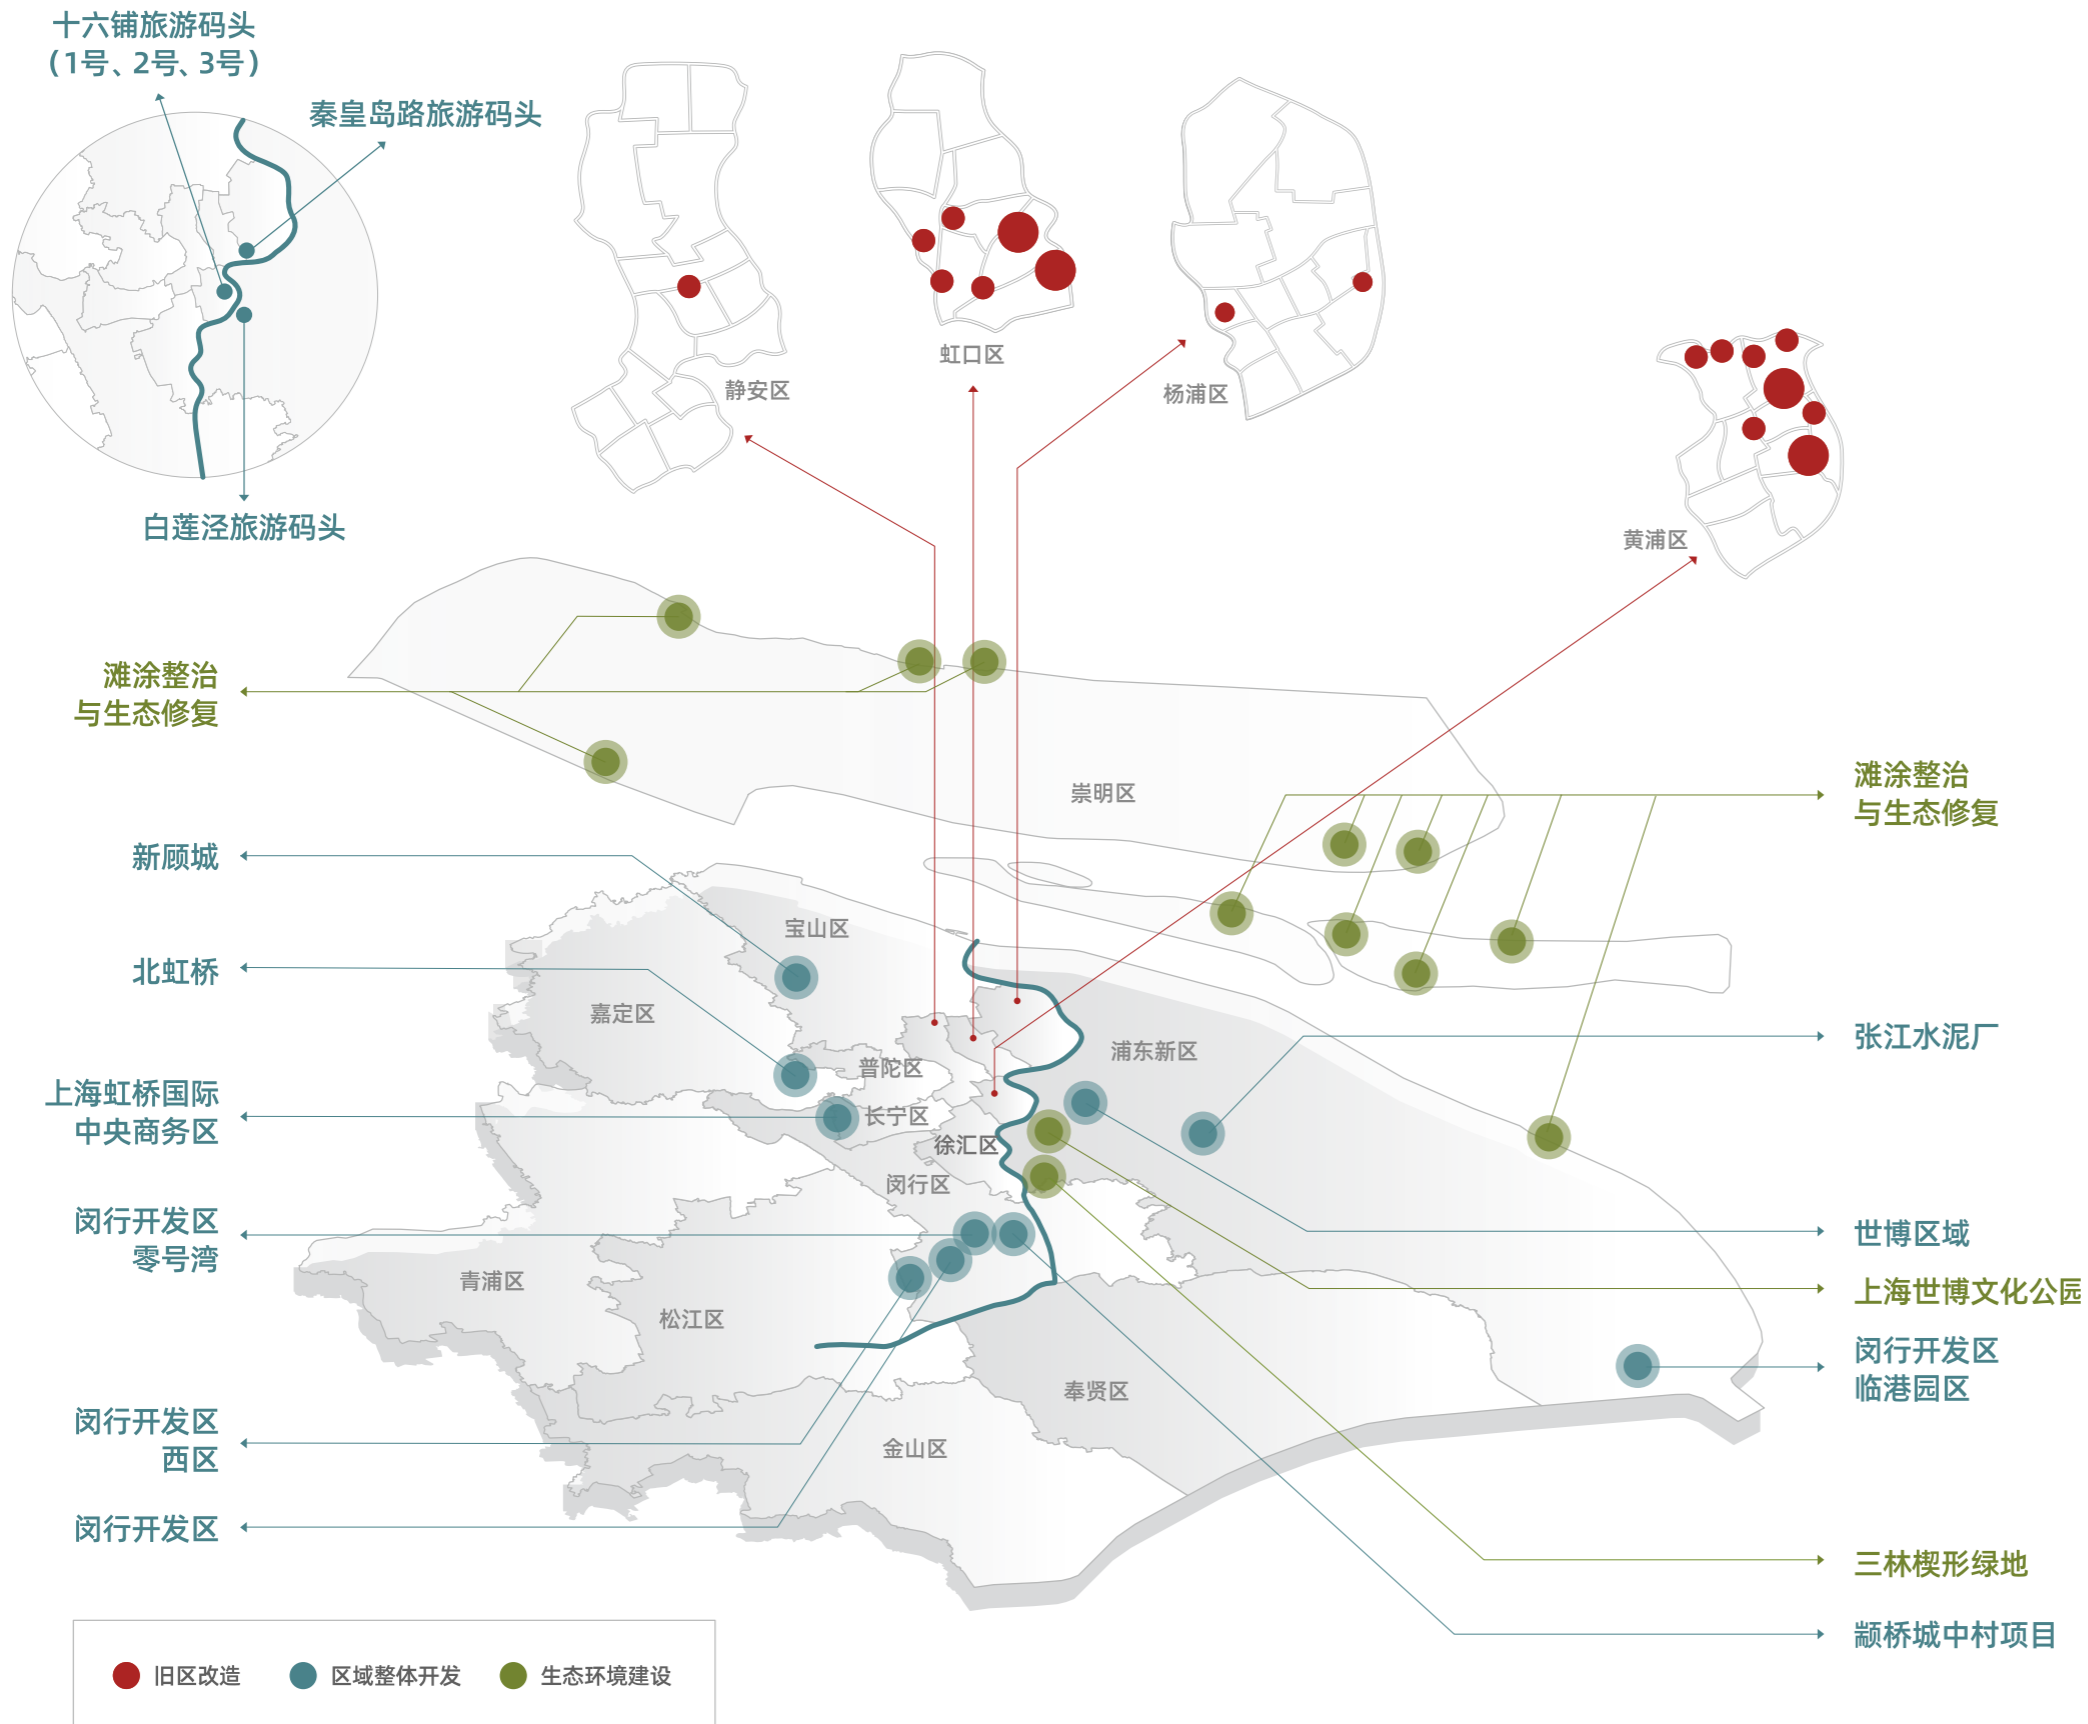 十六铺旅游码头
（1号、2号、3号）
秦皇岛路旅游码头
白莲泾旅游码头
静安区
虹口区
杨浦区
黄浦区
滩涂整治
与生态修复
崇明区
滩涂整治
与生态修复
新顾城
宝山区
北虹桥
嘉定区
张江水泥厂
浦东新区
普陀区
上海虹桥国际
中央商务区
长宁区
徐汇区
闵行区
闵行开发区
零号湾
世博区域
青浦区
上海世博文化公园
松江区
闵行开发区
临港园区
奉贤区
闵行开发区
西区
金山区
闵行开发区
三林楔形绿地
颛桥城中村项目
旧区改造
区域整体开发
生态环境建设